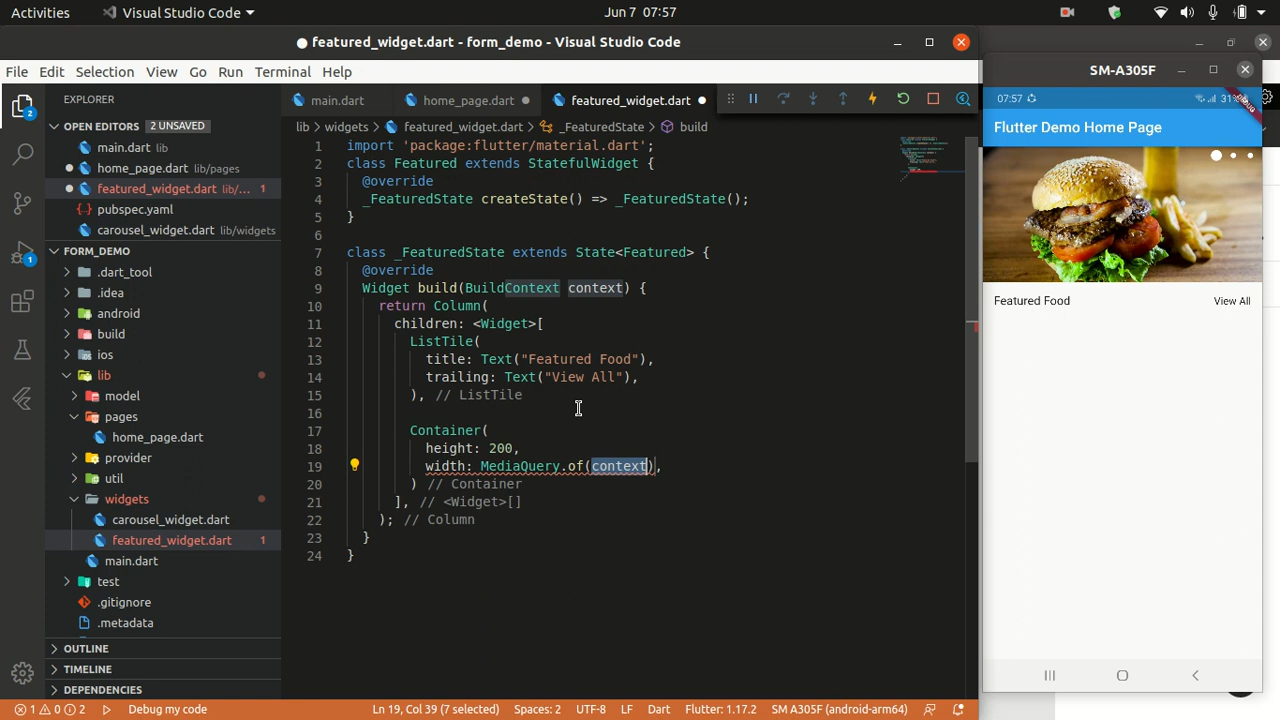 Activities
Visual Studio Code
Jun 7 07:57
featured_widget.dart - form_demo - Visual Studio Code
File Edit Selection View Go Run Terminal Help
EXPLORER
OPEN EDITORS 2 UNSAVED
main.dart lib
home_page.dart lib/pages
featured_widget.dart lib/... 1
pubspec.yaml
carousel_widget.dart lib/widgets
FORM_DEMO
.dart_tool
.idea
android
build
ios
lib
model
pages
home_page.dart
provider
util
widgets
carousel_widget.dart
featured_widget.dart 1
main.dart
test
.gitignore
.metadata
OUTLINE
TIMELINE
DEPENDENCIES
2
1
main.dart
home_page.dart
featured_widget.dart
lib > widgets > featured_widget.dart > _FeaturedState > build
1 import 'package:flutter/material.dart';
2 class Featured extends StatefulWidget {
3 @override
4 _FeaturedState createState() => _FeaturedState();
5 }
6
7 class _FeaturedState extends State<Featured> {
8 @override
9 Widget build(BuildContext context) {
10 return Column(
11 children: <Widget>[
12 ListTile(
13 title: Text("Featured Food"),
14 trailing: Text("View All"),
15 ), // ListTile
16
17 Container(
18 height: 200,
19 width: MediaQuery.of(context),
20 ) // Container
21 ], // <Widget>[]
22 ); // Column
23 }
24 }
1 0 2
Debug my code
Ln 19, Col 39 (7 selected)
Spaces: 2
UTF-8
LF
Dart
Flutter: 1.17.2
SM A305F (android-arm64)
SM-A305F
07:57
31%
Flutter Demo Home Page
Featured Food
View All